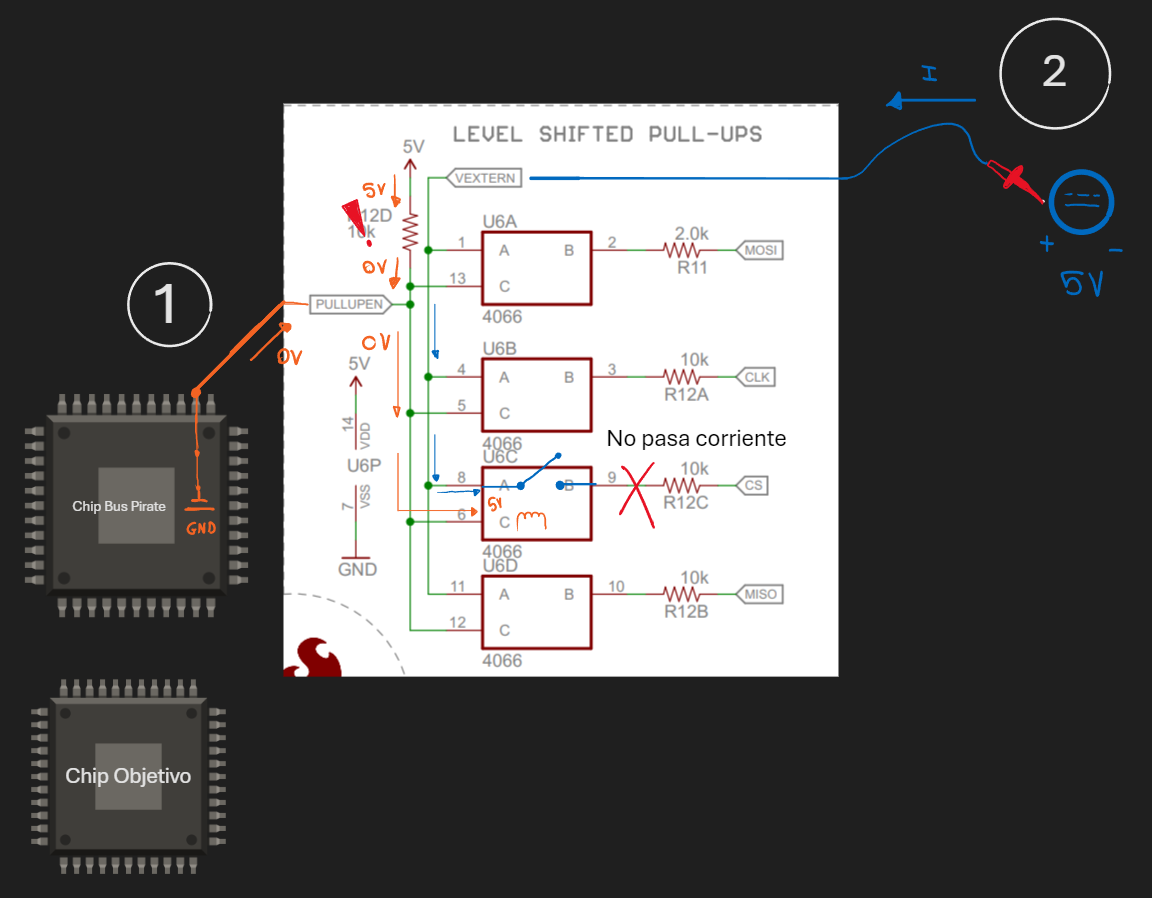 2
I
LEVEL SHIFTED PULL-UPS
5V
VEXTERN
5V
12D
10k
0V
U6A
1
A
B
2
2.0k
R11
MOSI
13
C
4066
+
-
5V
1
PULLUPEN
0V
0V
U6B
4
A
B
3
10k
R12A
CLK
5
C
4066
5V
14
VDD
U6P
7
VSS
GND
No pasa corriente
U6C
8
A
B
9
10k
R12C
CS
5V
6
C
4066
Chip Bus Pirate
GND
U6D
11
A
B
10
10k
R12B
MISO
12
C
4066
Chip Objetivo